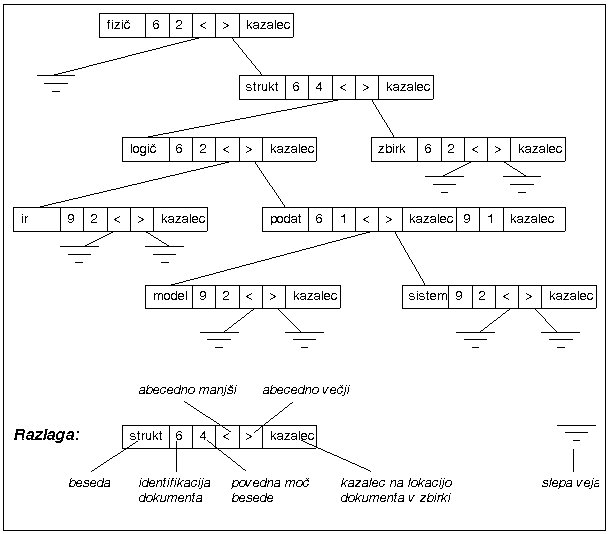 fizič 6 2 < > kazalec
strukt 6 4 < > kazalec
logič 6 2 < > kazalec
zbirk 6 2 < > kazalec
ir 9 2 < > kazalec
podat 6 1 < > kazalec 9 1 kazalec
model 9 2 < > kazalec
sistem 9 2 < > kazalec
abecedno manjši
abecedno večji
Razlaga:
strukt 6 4 < > kazalec
beseda
identifikacija
dokumenta
povedna moč
besede
kazalec na lokacijo
dokumenta v zbirki
slepa veja